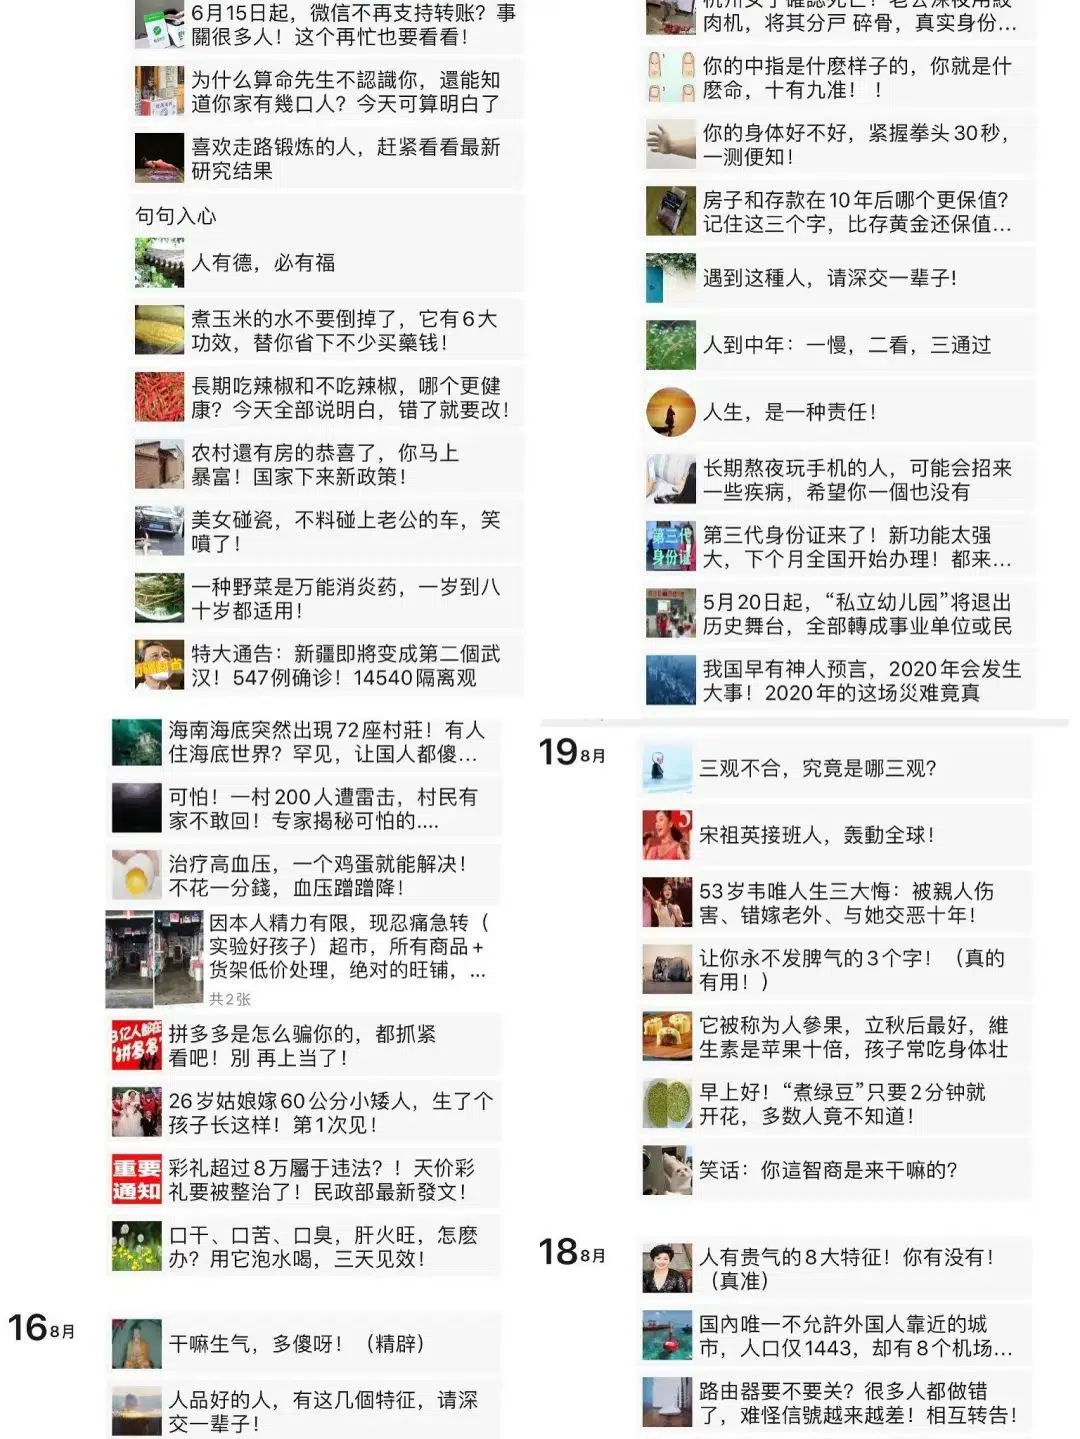 6月15日起，微信不再支持转账？事
關很多人！这个再忙也要看看！
为什么算命先生不認識你，還能知
道你家有幾口人？今天可算明白了
喜欢走路锻炼的人，赶紧看看最新
研究结果
句句入心
人有德，必有福
煮玉米的水不要倒掉了，它有6大
功效，替你省下不少买藥钱！
長期吃辣椒和不吃辣椒，哪个更健
康？今天全部说明白，错了就要改！
农村還有房的恭喜了，你马上
暴富！国家下来新政策！
美女碰瓷，不料碰上老公的车，笑
噴了！
一种野菜是万能消炎药，一岁到八
十岁都适用！
特大通告：新疆即將变成第二個武
汉！547例确诊！14540隔离观
海南海底突然出現72座村莊！有人
住海底世界？罕见，让国人都傻...
可怕！一村200人遭雷击，村民有
家不敢回！专家揭秘可怕的....
治疗高血压，一个鸡蛋就能解决！
不花一分錢，血压蹭蹭降！
因本人精力有限，现忍痛急转（
实验好孩子）超市，所有商品+
货架低价处理，绝对的旺铺，...
共2张
亿人都在
拼多多
拼多多是怎么骗你的，都抓紧
看吧！别 再上当了！
26岁姑娘嫁60公分小矮人，生了个
孩子长这样！第1次见！
重要
通知
彩礼超过8万屬于违法？！天价彩
礼要被整治了！民政部最新發文！
口干、口苦、口臭，肝火旺，怎麽
办？用它泡水喝，三天见效！
16 8月
干嘛生气，多傻呀！（精辟）
人品好的人，有这几個特征，请深
交一辈子！
肉机，将其分戸 碎骨，真实身份...
你的中指是什麽样子的，你就是什
麽命，十有九准！！
你的身体好不好，紧握拳头30秒，
一测便知！
房子和存款在10年后哪个更保值？
记住这三个字，比存黄金还保值...
遇到这種人，请深交一辈子！
人到中年：一慢，二看，三通过
人生，是一种责任！
长期熬夜玩手机的人，可能会招来
一些疾病，希望你一個也没有
第三代
身份证
第三代身份证来了！新功能太强
大，下个月全国开始办理！都来...
5月20日起，“私立幼儿园”将退出
历史舞台，全部轉成事业单位或民
我国早有神人预言，2020年会发生
大事！2020年的这场災难竟真
19 8月
三观不合，究竟是哪三观？
宋祖英接班人，轰動全球！
53岁韦唯人生三大悔：被親人伤
害、错嫁老外、与她交恶十年！
让你永不发脾气的3个字！（真的
有用！）
它被称为人參果，立秋后最好，維
生素是苹果十倍，孩子常吃身体壮
早上好！“煮绿豆”只要2分钟就
开花，多数人竟不知道！
笑话：你這智商是来干嘛的？
18 8月
人有贵气的8大特征！你有没有！
（真准）
国內唯一不允許外国人靠近的城
市，人口仅1443，却有8个机场...
路由器要不要关？很多人都做错
了，难怪信號越来越差！相互转告！